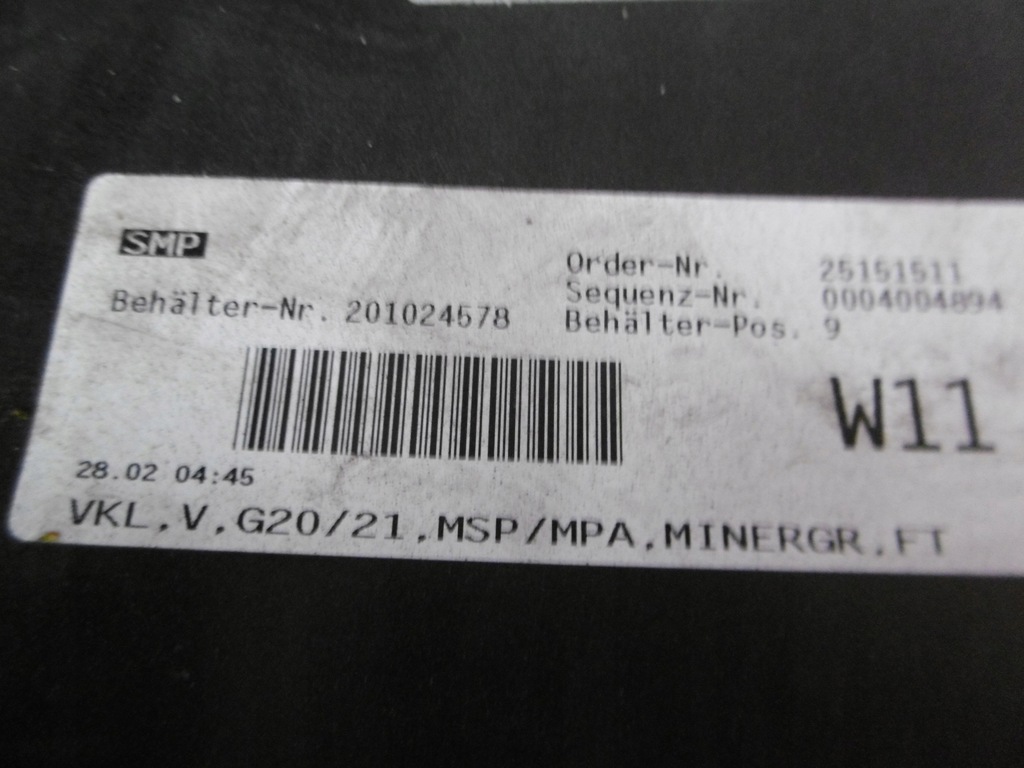 SMP
Order-Nr. 25151511
Sequenz-Nr. 0004004894
Behälter-Nr. 201024578
Behälter-Pos. 9
W11
28.02 04:45
VKL,V,G20/21,MSP/MPA,MINERGR,FT